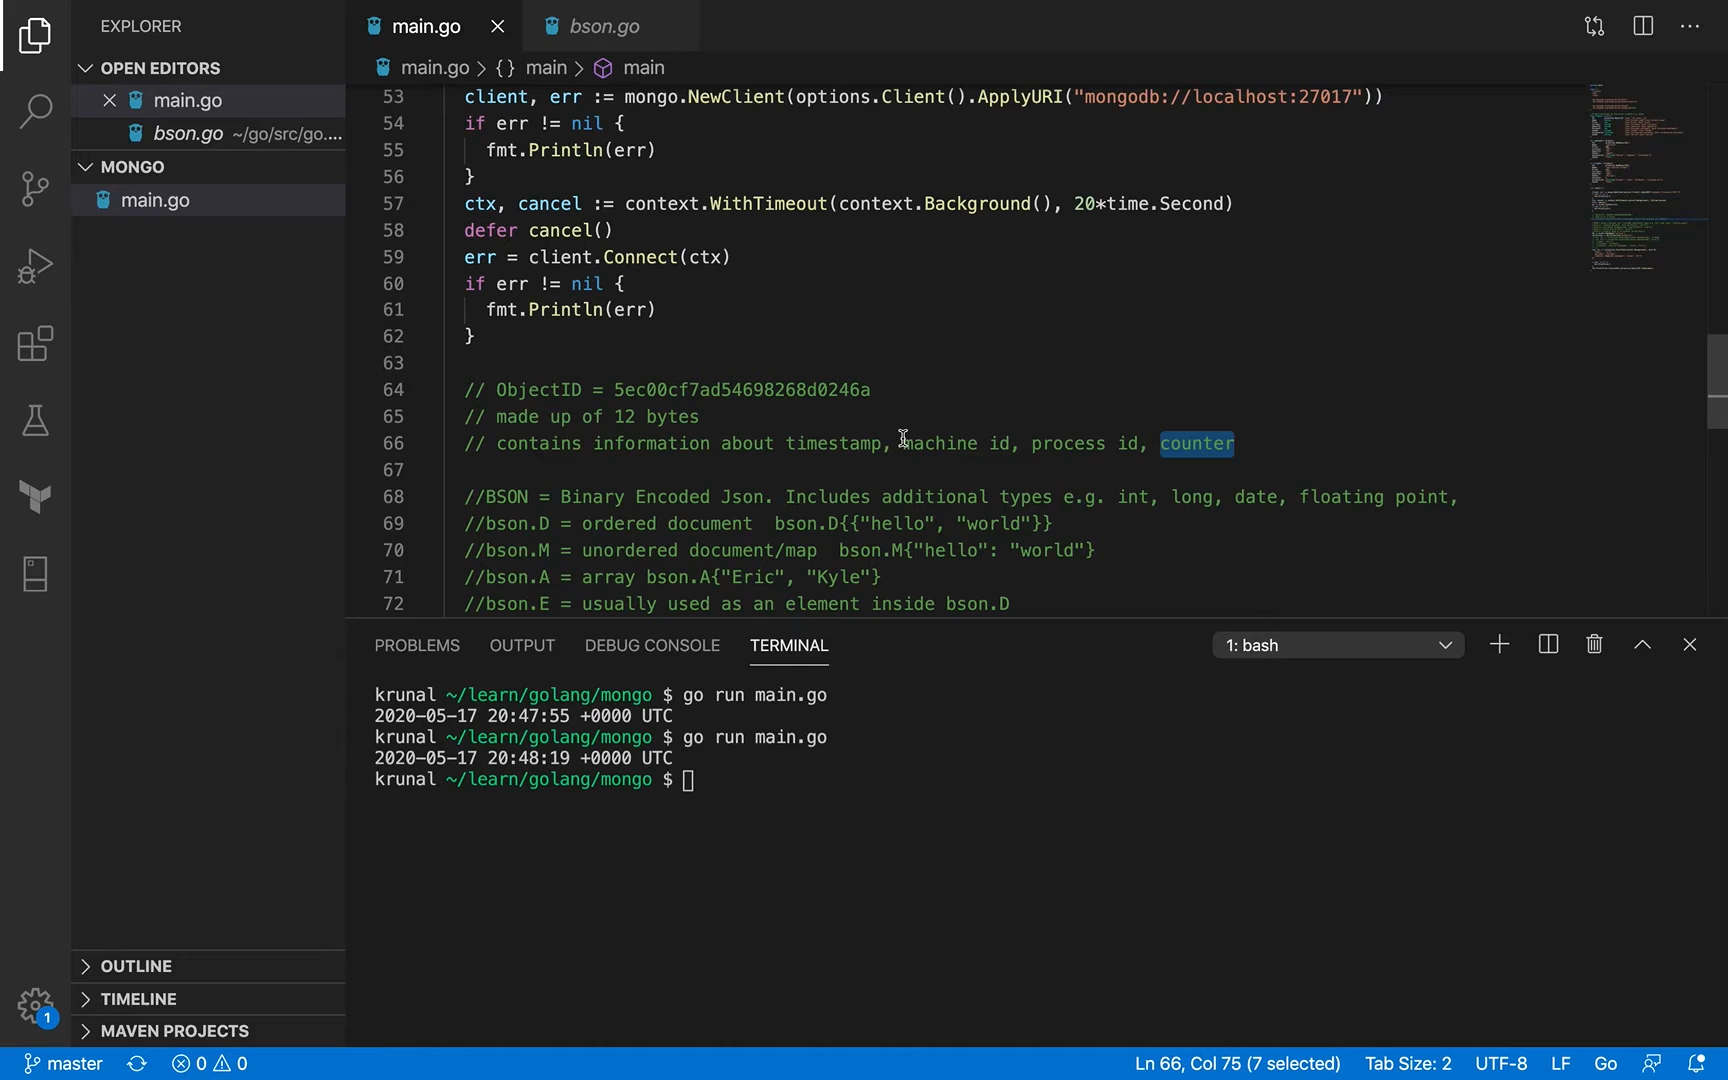 EXPLORER
OPEN EDITORS
main.go
bson.go ~/go/src/go....
MONGO
main.go
OUTLINE
TIMELINE
MAVEN PROJECTS
main.go
bson.go
main.go > {} main > main
53 client, err := mongo.NewClient(options.Client().ApplyURI("mongodb://localhost:27017"))
54 if err != nil {
55 fmt.Println(err)
56 }
57 ctx, cancel := context.WithTimeout(context.Background(), 20*time.Second)
58 defer cancel()
59 err = client.Connect(ctx)
60 if err != nil {
61 fmt.Println(err)
62 }
63
64 // ObjectID = 5ec00cf7ad54698268d0246a
65 // made up of 12 bytes
66 // contains information about timestamp, machine id, process id, counter
67
68 //BSON = Binary Encoded Json. Includes additional types e.g. int, long, date, floating point,
69 //bson.D = ordered document  bson.D{{"hello", "world"}}
70 //bson.M = unordered document/map  bson.M{"hello": "world"}
71 //bson.A = array bson.A{"Eric", "Kyle"}
72 //bson.E = usually used as an element inside bson.D
PROBLEMS OUTPUT DEBUG CONSOLE TERMINAL 1: bash
krunal ~/learn/golang/mongo $ go run main.go
2020-05-17 20:47:55 +0000 UTC
krunal ~/learn/golang/mongo $ go run main.go
2020-05-17 20:48:19 +0000 UTC
krunal ~/learn/golang/mongo $
1
master 0 0 Ln 66, Col 75 (7 selected) Tab Size: 2 UTF-8 LF Go